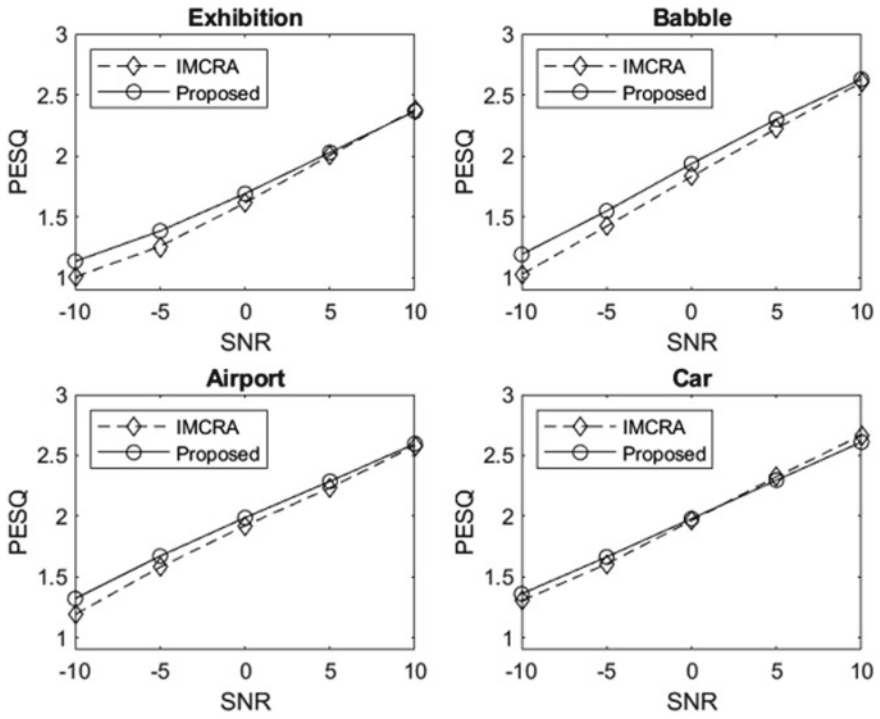 Exhibition
3
2.5
2
1.5
1
PESQ
IMCRA
Proposed
-10 -5 0 5 10
SNR
Babble
3
2.5
2
1.5
1
PESQ
IMCRA
Proposed
-10 -5 0 5 10
SNR
Airport
3
2.5
2
1.5
1
PESQ
IMCRA
Proposed
-10 -5 0 5 10
SNR
Car
3
2.5
2
1.5
1
PESQ
IMCRA
Proposed
-10 -5 0 5 10
SNR